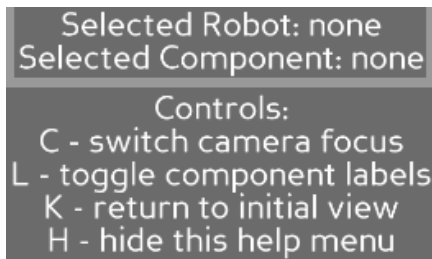 Selected Robot: none
Selected Component: none
Controls:
C - switch camera focus
L - toggle component labels
K - return to initial view
H - hide this help menu